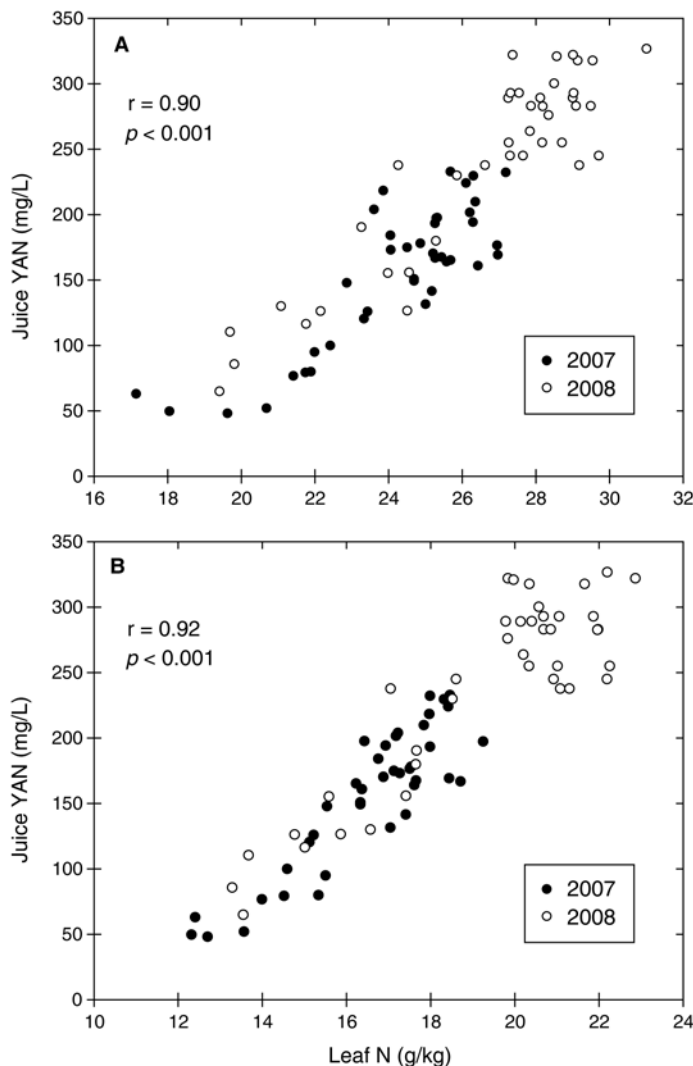 350
A
300
r = 0.90
p < 0.001
250
200
Juice YAN (mg/L)
150
100
2007
2008
50
0
16 18 20 22 24 26 28 30 32
350
B
300
r = 0.92
p < 0.001
250
200
Juice YAN (mg/L)
150
100
2007
2008
50
0
10 12 14 16 18 20 22 24
Leaf N (g/kg)